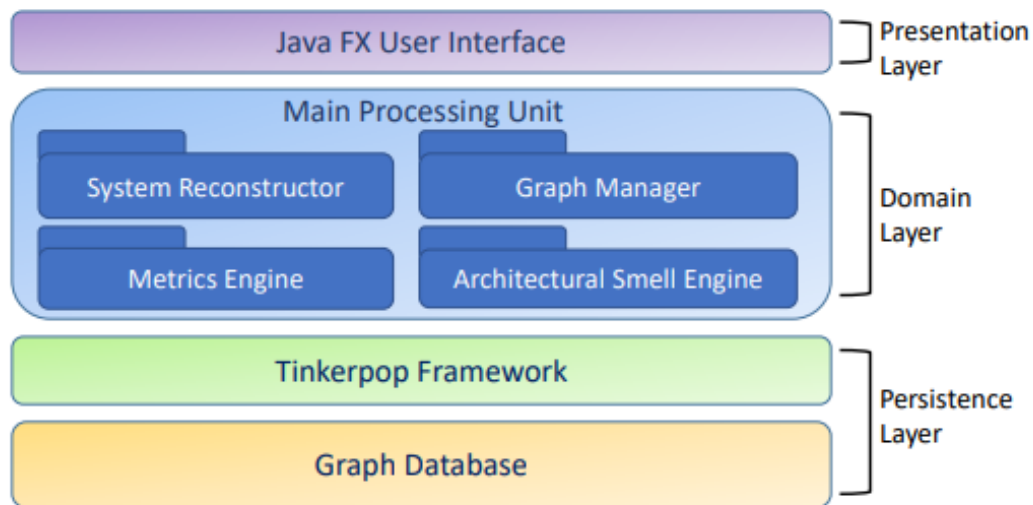 Java FX User Interface
Presentation
Layer
Main Processing Unit
System Reconstructor
Graph Manager
Metrics Engine
Architectural Smell Engine
Domain
Layer
Tinkerpop Framework
Graph Database
Persistence
Layer